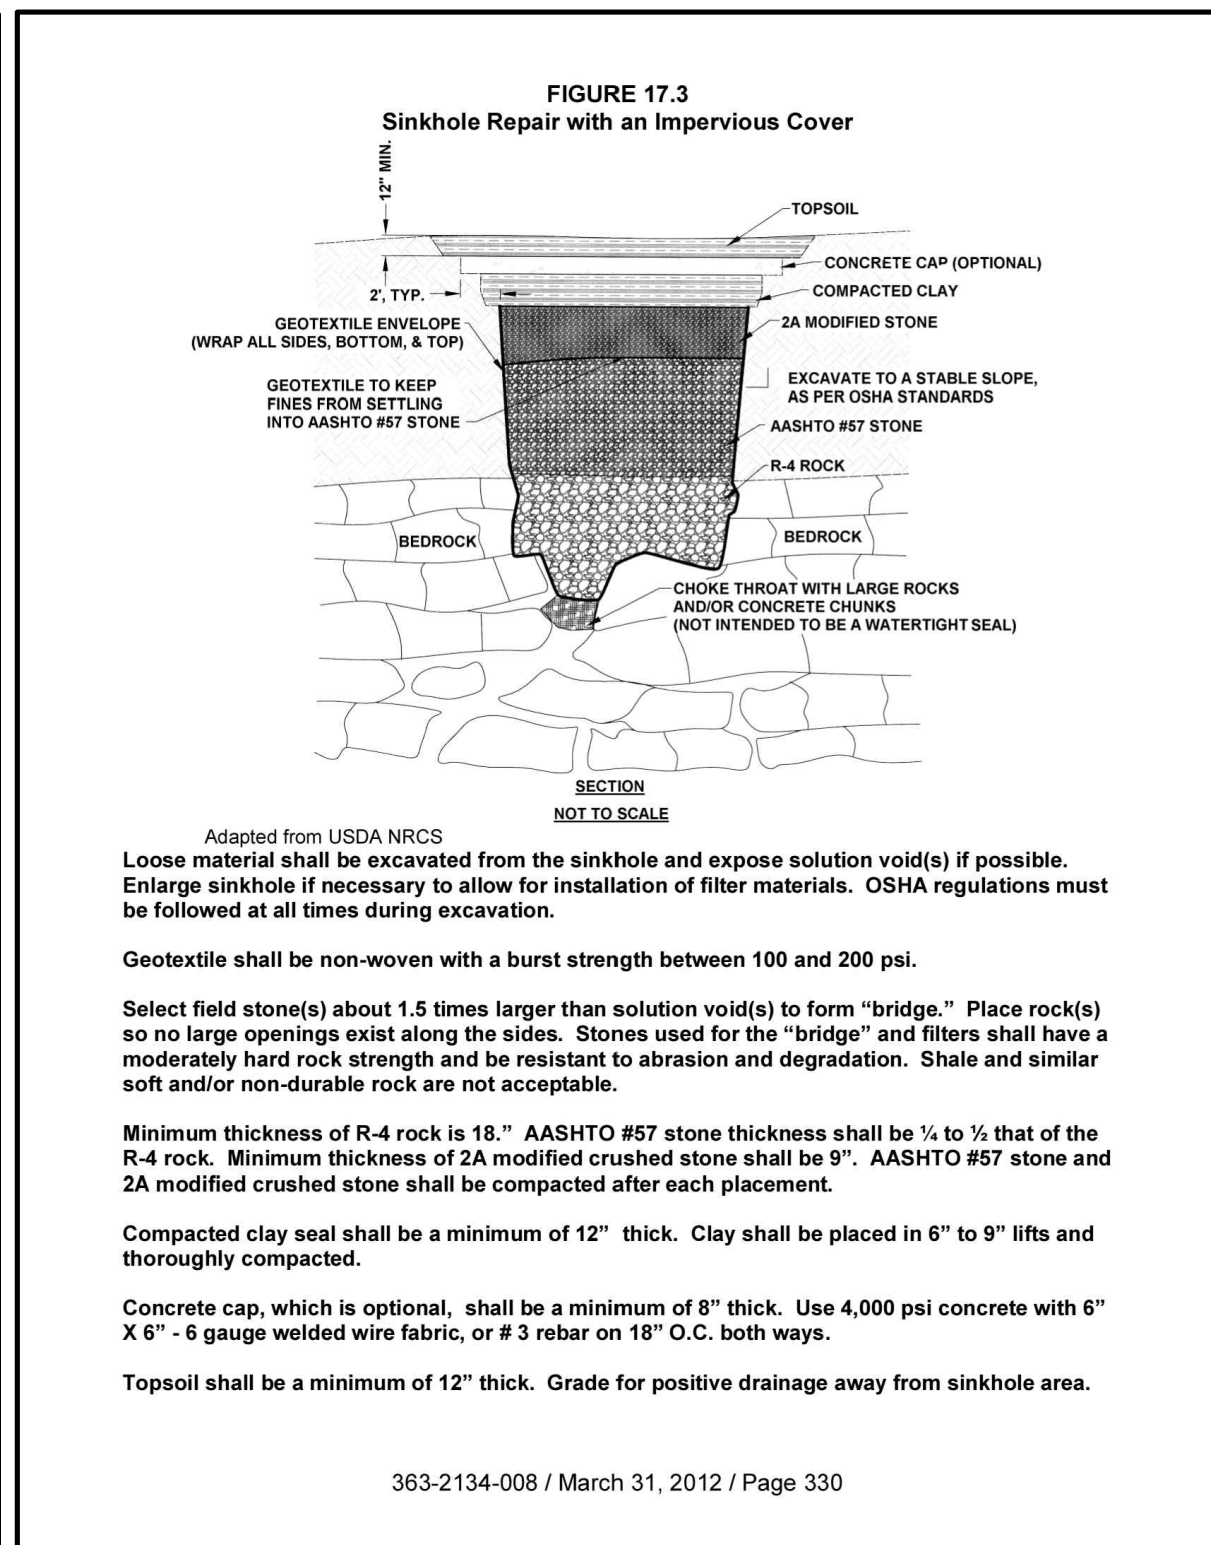 FIGURE 17.3
Sinkhole Repair with an Impervious Cover
12" MIN.
TOPSOIL
CONCRETE CAP (OPTIONAL)
2', TYP.
COMPACTED CLAY
GEOTEXTILE ENVELOPE
(WRAP ALL SIDES, BOTTOM, & TOP)
2A MODIFIED STONE
GEOTEXTILE TO KEEP
FINES FROM SETTLING
INTO AASHTO #57 STONE
EXCAVATE TO A STABLE SLOPE,
AS PER OSHA STANDARDS
AASHTO #57 STONE
R-4 ROCK
BEDROCK
BEDROCK
CHOKE THROAT WITH LARGE ROCKS
AND/OR CONCRETE CHUNKS
(NOT INTENDED TO BE A WATERTIGHT SEAL)
SECTION
NOT TO SCALE
Adapted from USDA NRCS
Loose material shall be excavated from the sinkhole and expose solution void(s) if possible.
Enlarge sinkhole if necessary to allow for installation of filter materials.  OSHA regulations must
be followed at all times during excavation.
Geotextile shall be non-woven with a burst strength between 100 and 200 psi.
Select field stone(s) about 1.5 times larger than solution void(s) to form “bridge.”  Place rock(s)
so no large openings exist along the sides.  Stones used for the “bridge” and filters shall have a
moderately hard rock strength and be resistant to abrasion and degradation.  Shale and similar
soft and/or non-durable rock are not acceptable.
Minimum thickness of R-4 rock is 18.”  AASHTO #57 stone thickness shall be ¼ to ½ that of the
R-4 rock.  Minimum thickness of 2A modified crushed stone shall be 9”.  AASHTO #57 stone and
2A modified crushed stone shall be compacted after each placement.
Compacted clay seal shall be a minimum of 12”  thick.  Clay shall be placed in 6” to 9” lifts and
thoroughly compacted.
Concrete cap, which is optional,  shall be a minimum of 8” thick.  Use 4,000 psi concrete with 6”
X 6” - 6 gauge welded wire fabric, or # 3 rebar on 18” O.C. both ways.
Topsoil shall be a minimum of 12” thick.  Grade for positive drainage away from sinkhole area.
363-2134-008 / March 31, 2012 / Page 330